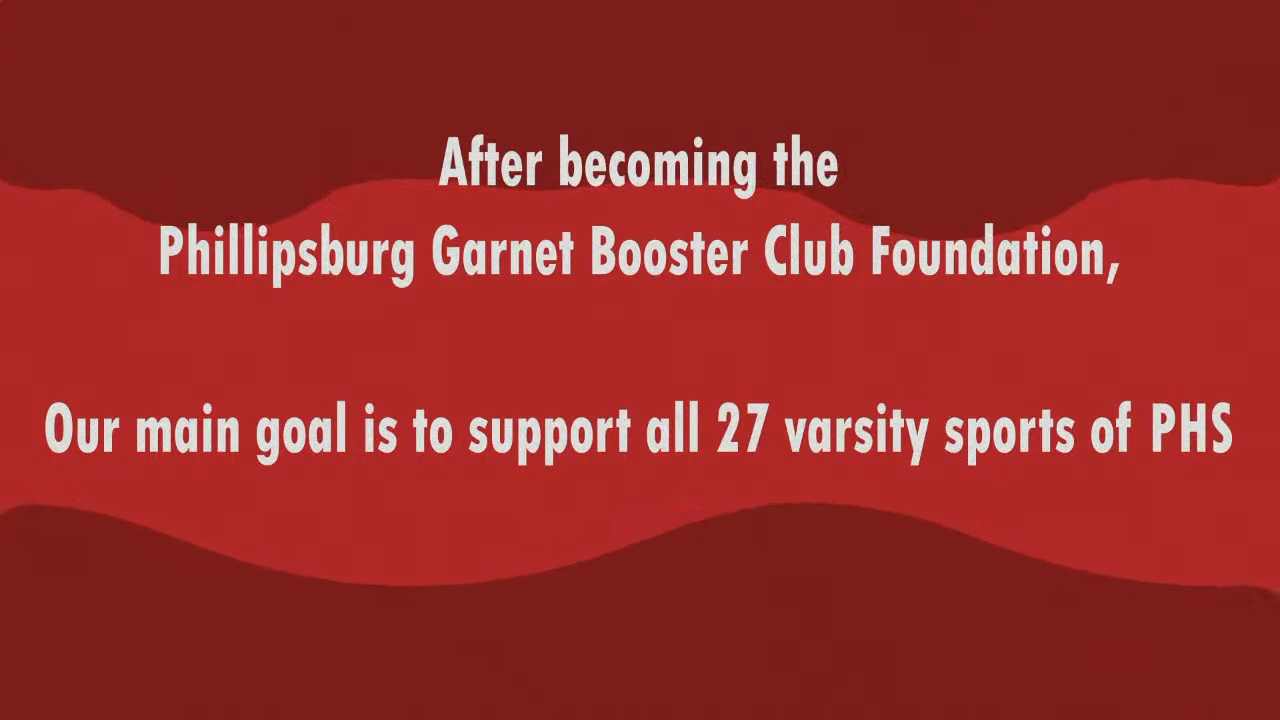 After becoming the
Phillipsburg Garnet Booster Club Foundation,
Our main goal is to support all 27 varsity sports of PHS